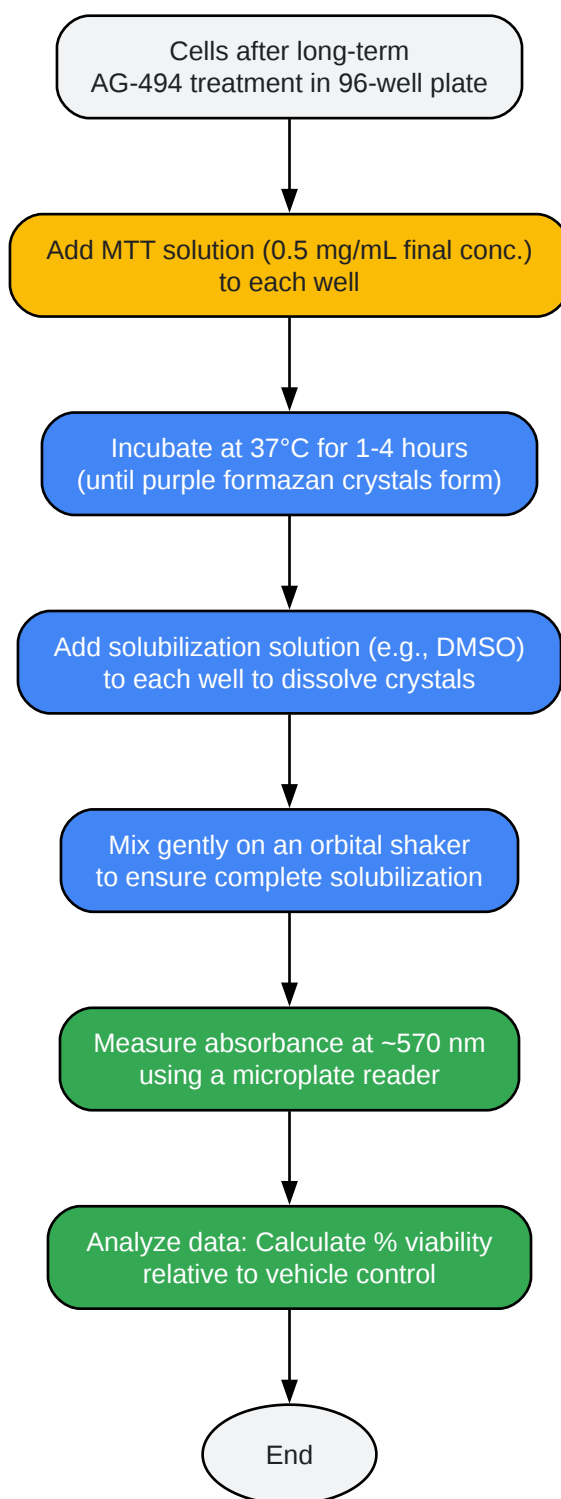 Cells after long-term
AG-494 treatment in 96-well plate
Add MTT solution (0.5 mg/mL final conc.)
to each well
Incubate at 37°C for 1-4 hours
(until purple formazan crystals form)
Add solubilization solution (e.g., DMSO)
to each well to dissolve crystals
Mix gently on an orbital shaker
to ensure complete solubilization
Measure absorbance at ~570 nm
using a microplate reader
Analyze data: Calculate % viability
relative to vehicle control
End